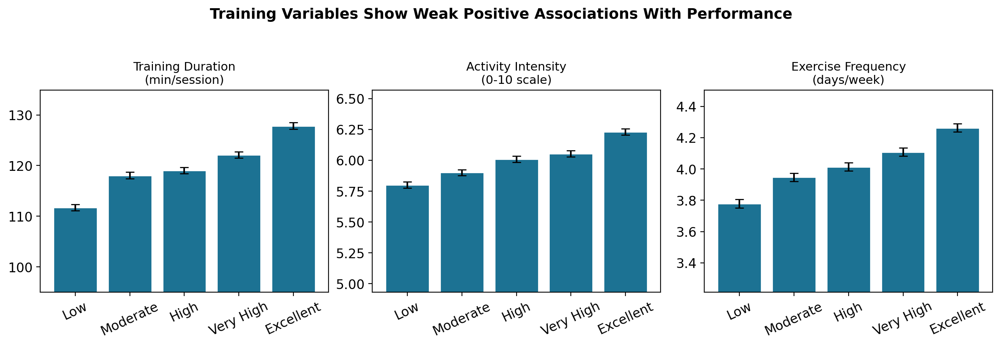 Training Variables Show Weak Positive Associations With Performance
Training Duration
(min/session)
130
120
110
100
Low
Moderate
High
Very High
Excellent
Activity Intensity
(0-10 scale)
6.50
6.25
6.00
5.75
5.50
5.25
5.00
Low
Moderate
High
Very High
Excellent
Exercise Frequency
(days/week)
4.4
4.2
4.0
3.8
3.6
3.4
Low
Moderate
High
Very High
Excellent